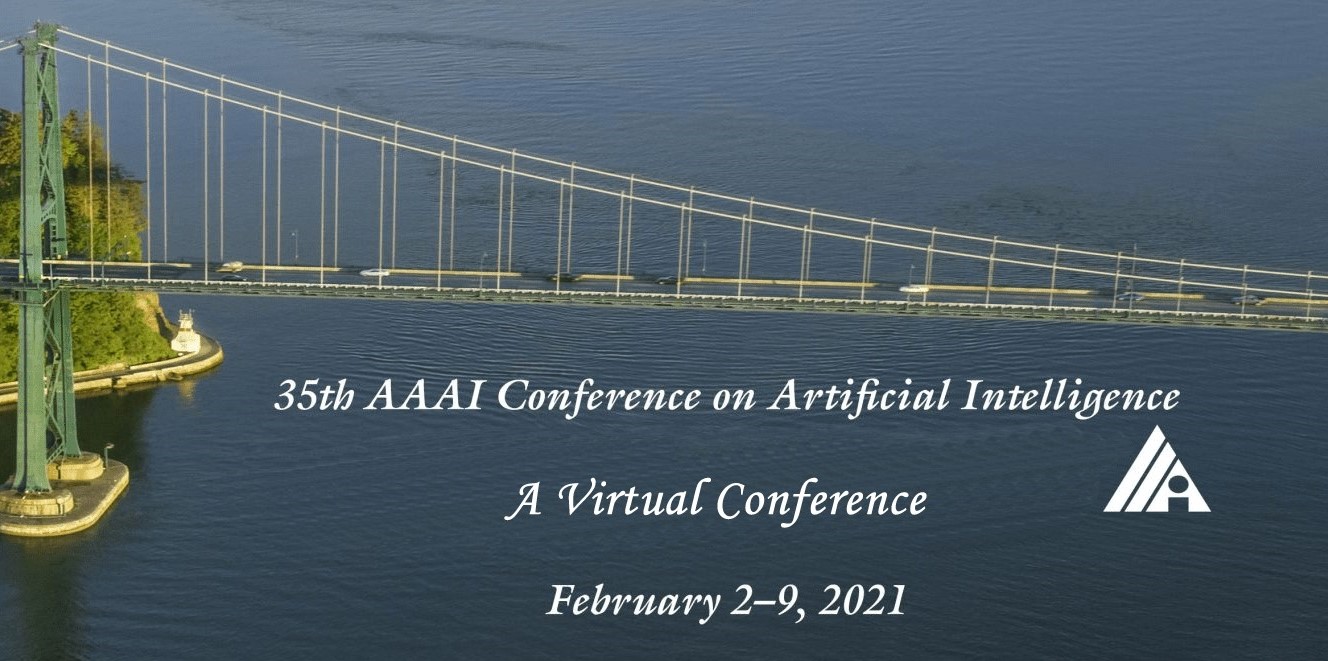 35th AAAI Conference on Artificial Intelligence
A Virtual Conference
February 2–9, 2021